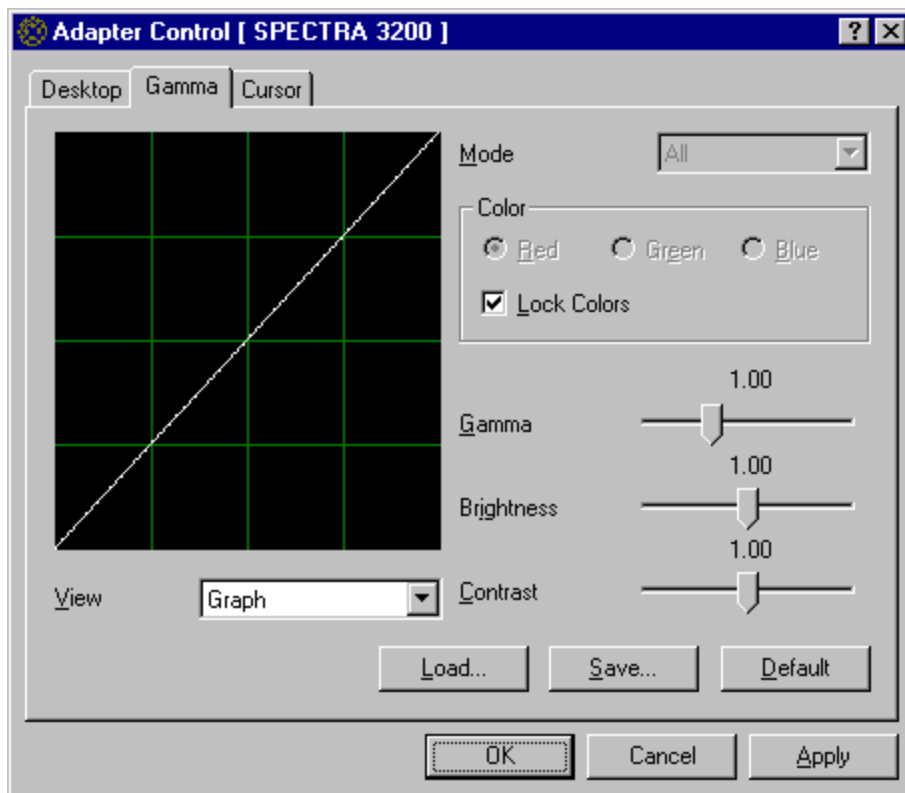 Adapter Control [ SPECTRA 3200 ]
Desktop
Gamma
Cursor
Mode
All
Color
Red
Green
Blue
Lock Colors
1.00
Gamma
1.00
Brightness
1.00
Contrast
View
Graph
Load...
Save...
Default
OK
Cancel
Apply